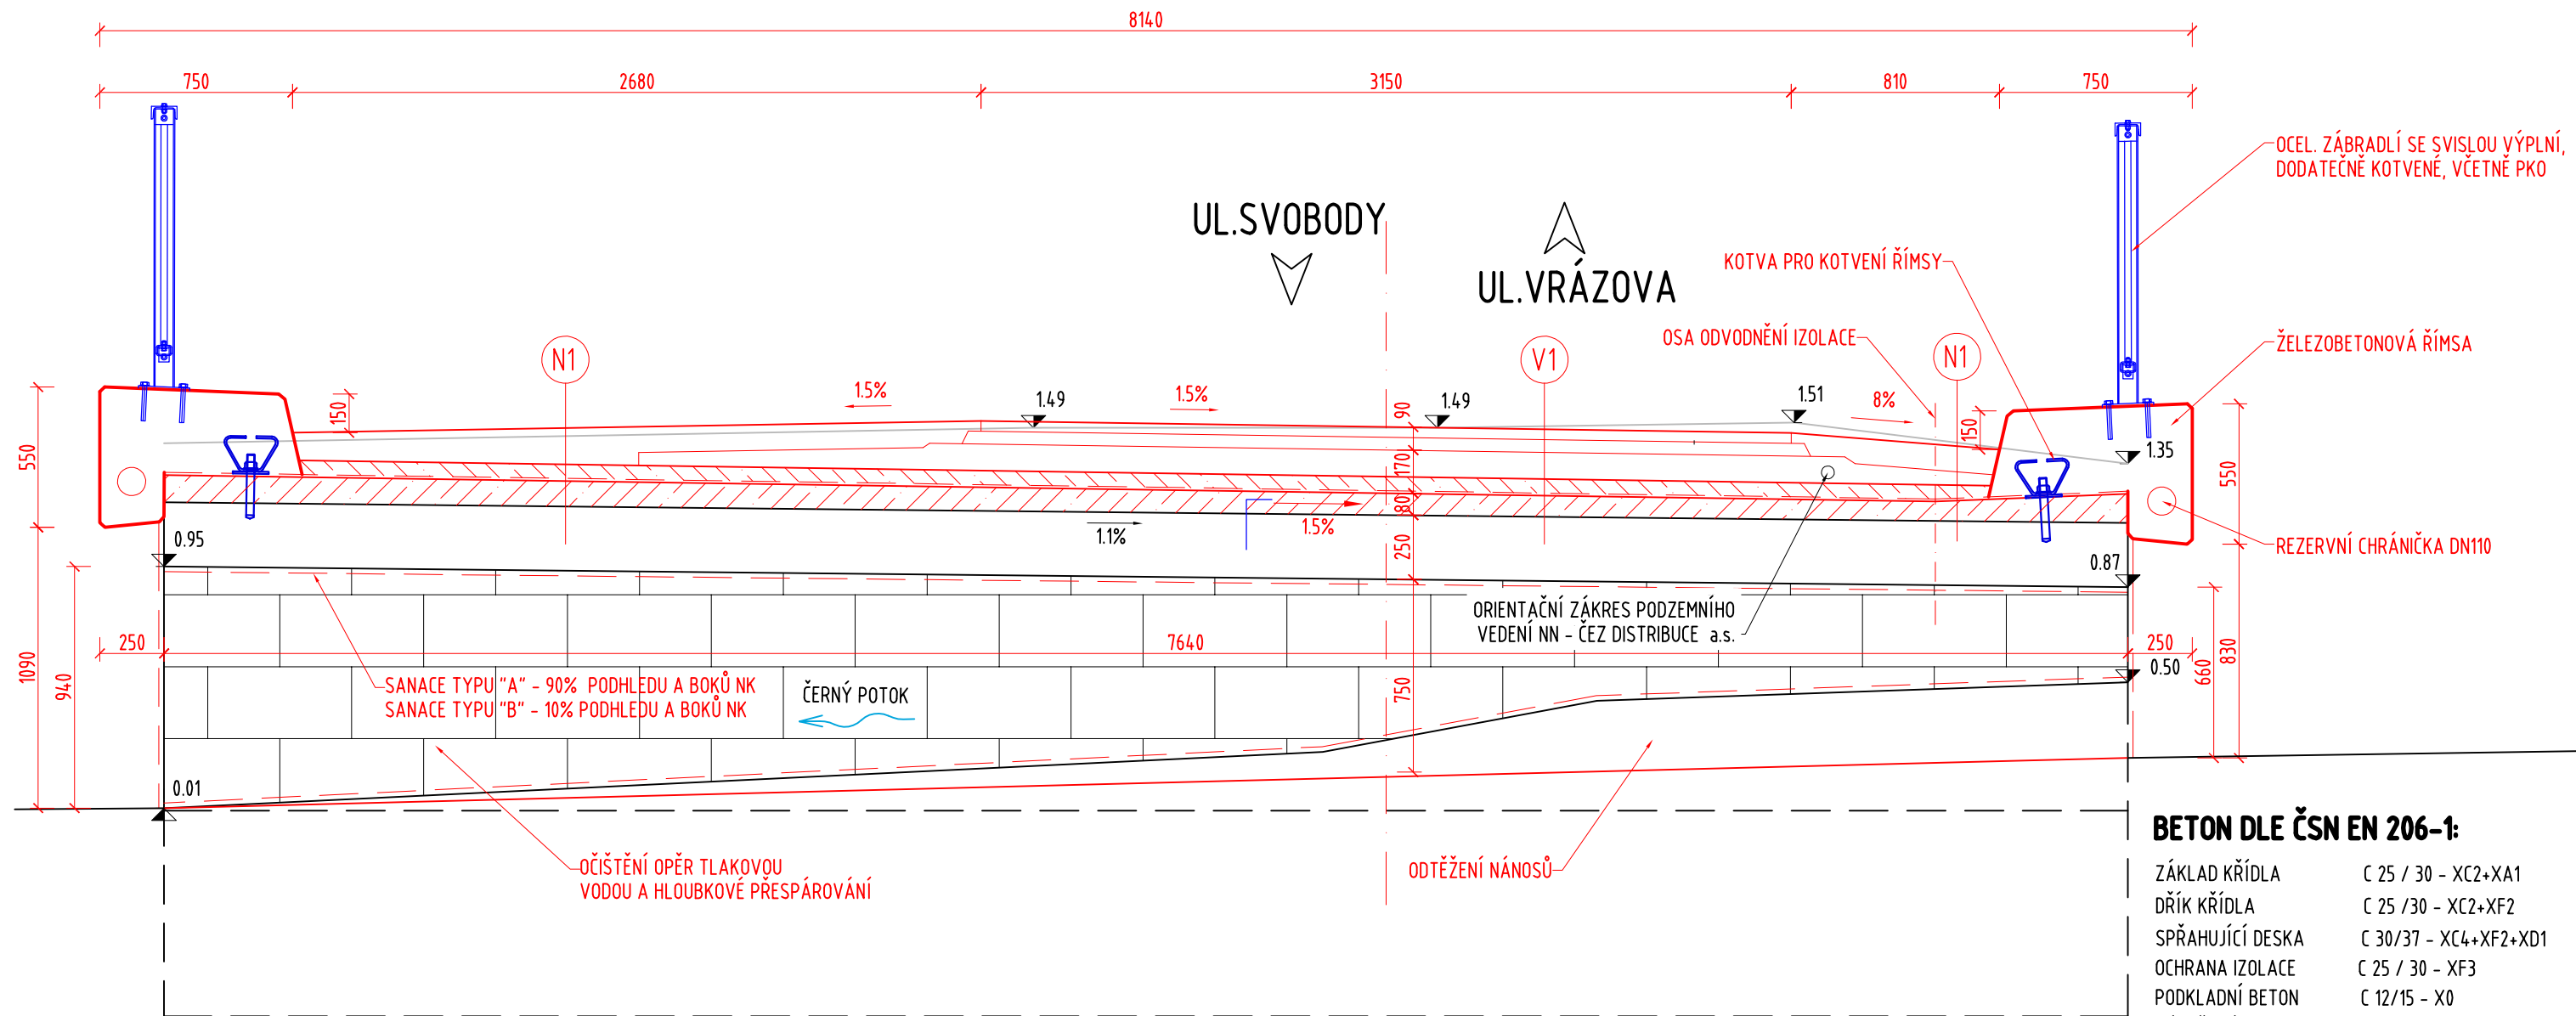 8140
750
2680
3150
810
750
OCEL. ZÁBRADLÍ SE SVISLOU VÝPLNÍ,
DODATEČNĚ KOTVENÉ, VČETNĚ PKO
UL.SVOBODY
UL.VRÁZOVA
KOTVA PRO KOTVENÍ ŘÍMSY
OSA ODVODNĚNÍ IZOLACE
ŽELEZOBETONOVÁ ŘÍMSA
N1
V1
N1
1.5%
1.5%
8%
1.49
1.49
1.51
1.35
150
90
150
550
170
550
80
1.5%
1.1%
250
0.95
0.87
REZERVNÍ CHRÁNIČKA DN110
ORIENTAČNÍ ZÁKRES PODZEMNÍHO
VEDENÍ NN - ČEZ DISTRIBUCE a.s.
250
7640
250
1090
940
750
660
830
0.50
SANACE TYPU "A" - 90% PODHLEDU A BOKŮ NK
SANACE TYPU "B" - 10% PODHLEDU A BOKŮ NK
ČERNÝ POTOK
0.01
OČIŠTĚNÍ OPĚR TLAKOVOU
VODOU A HLOUBKOVÉ PŘESPÁROVÁNÍ
ODTĚŽENÍ NÁNOSŮ
BETON DLE ČSN EN 206-1:
ZÁKLAD KŘÍDLA C 25 / 30 - XC2+XA1
DŘÍK KŘÍDLA C 25 /30 - XC2+XF2
SPŘAHUJÍCÍ DESKA C 30/37 - XC4+XF2+XD1
OCHRANA IZOLACE C 25 / 30 - XF3
PODKLADNÍ BETON C 12/15 - X0